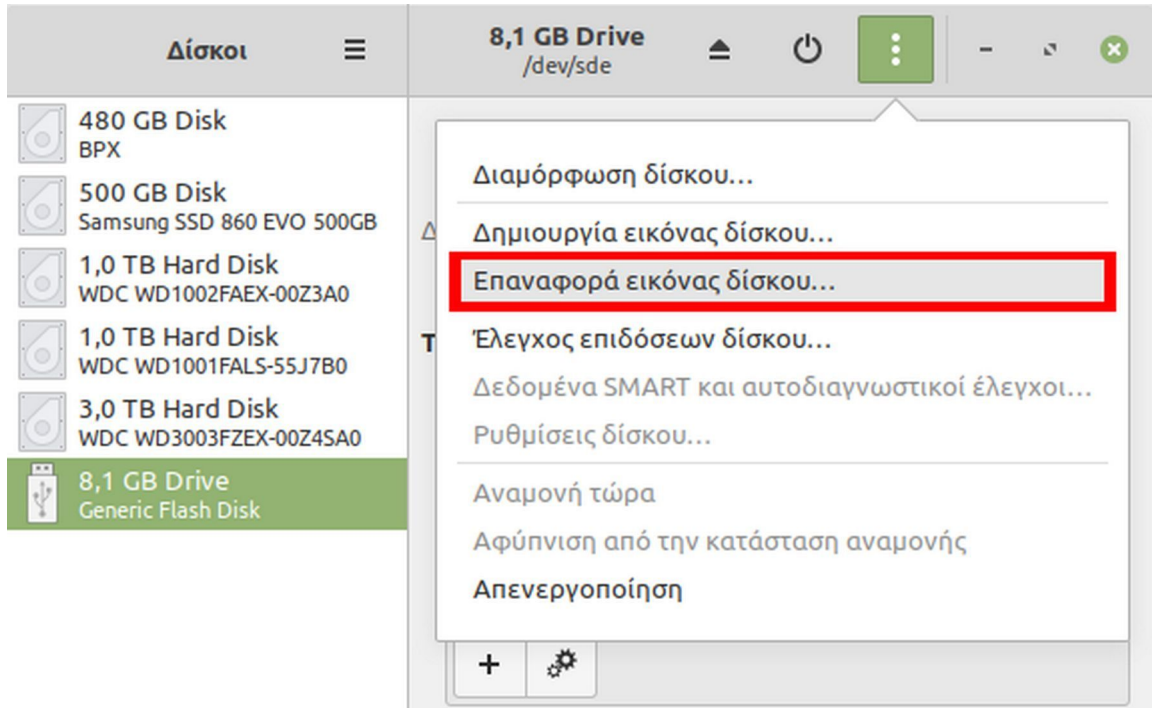 Δίσκοι
8,1 GB Drive
/dev/sde
480 GB Disk
BPX
500 GB Disk
Samsung SSD 860 EVO 500GB
1,0 TB Hard Disk
WDC WD1002FAEX-00Z3A0
1,0 TB Hard Disk
WDC WD1001FALS-55J7B0
3,0 TB Hard Disk
WDC WD3003FZEX-00Z4SA0
8,1 GB Drive
Generic Flash Disk
Διαμόρφωση δίσκου...
Δημιουργία εικόνας δίσκου...
Επαναφορά εικόνας δίσκου...
Έλεγχος επιδόσεων δίσκου...
Δεδομένα SMART και αυτοδιαγνωστικοί έλεγχοι...
Ρυθμίσεις δίσκου...
Αναμονή τώρα
Αφύπνιση από την κατάσταση αναμονής
Απενεργοποίηση